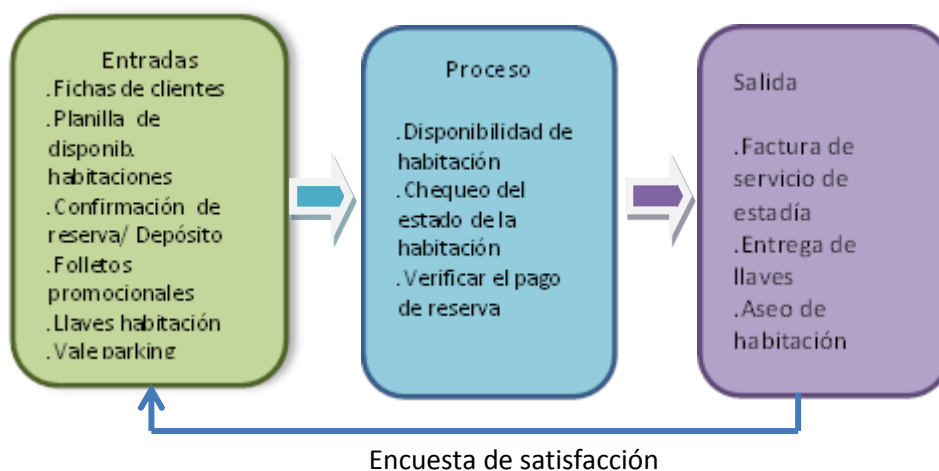 Entradas
.Fichas de clientes
.Planilla de
disponib.
habitaciones
.Confirmación de
reserva/ Depósito
.Folletos
promocionales
.Llaves habitación
.Vale parking
Proceso
.Disponibilidad de
habitación
.Chequeo del
estado de la
habitación
.Verificar el pago
de reserva
Salida
.Factura de
servicio de
estadía
.Entrega de
llaves
.Aseo de
habitación
Encuesta de satisfacción